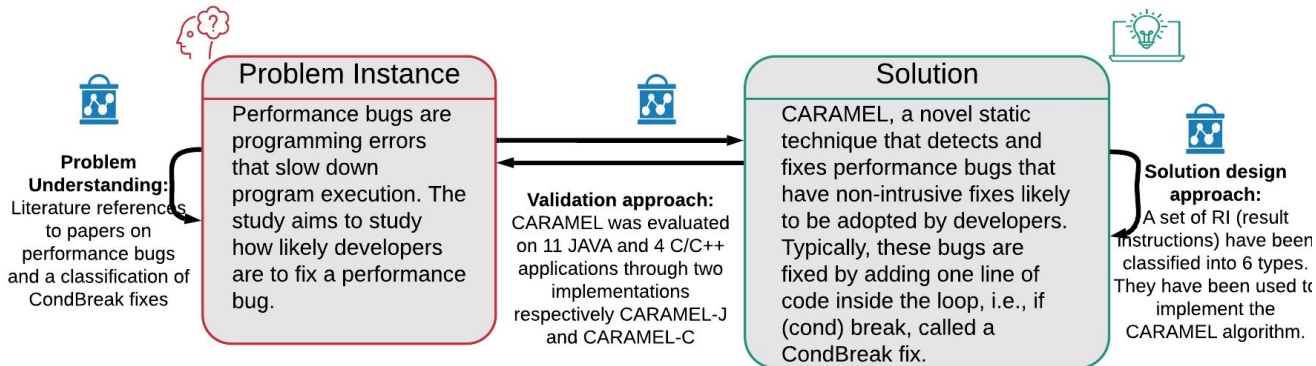 Problem Understanding:
Literature references
to papers on
performance bugs
and a classification of
CondBreak fixes
Problem Instance
Performance bugs are
programming errors
that slow down
program execution. The
study aims to study
how likely developers
are to fix a performance
bug.
Validation approach:
CARAMEL was evaluated
on 11 JAVA and 4 C/C++
applications through two
implementations
respectively CARAMEL-J
and CARAMEL-C
Solution
CARAMEL, a novel static
technique that detects and
fixes performance bugs that
have non-intrusive fixes likely
to be adopted by developers.
Typically, these bugs are
fixed by adding one line of
code inside the loop, i.e., if
(cond) break, called a
CondBreak fix.
Solution design
approach:
A set of RI (result
instructions) have been
classified into 6 types.
They have been used to
implement the
CARAMEL algorithm.
?